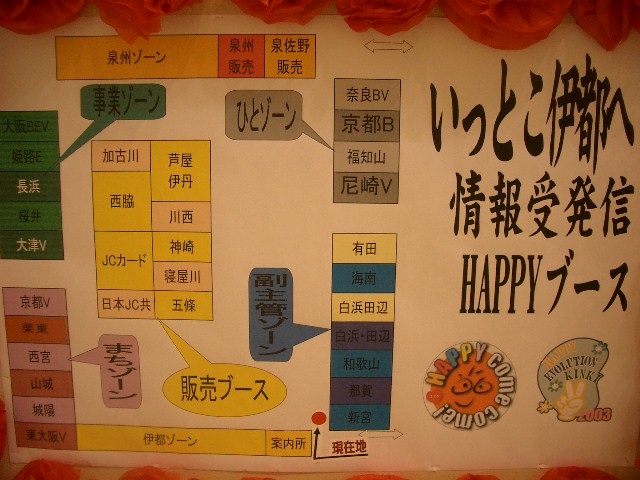 泉州ゾーン
泉州
販売
泉佐野
販売
事業ゾーン
ひとゾーン
大阪BEV
姫路E
長浜
桜井
大津V
加古川
芦屋
伊丹
西脇
川西
JCカード
神崎
寝屋川
日本JC共
五條
奈良BV
京都B
福知山
尼崎V
いっとこ伊都へ
情報受発信
HAPPYブース
京都V
栗東
西宮
山城
城陽
東大阪V
まちゾーン
販売ブース
副主管ゾーン
有田
海南
白浜田辺
白浜・田辺
和歌山
那賀
新宮
伊都ゾーン
案内所
現在地
HAPPY COME COME!
EVOLUTION KINKI
2003